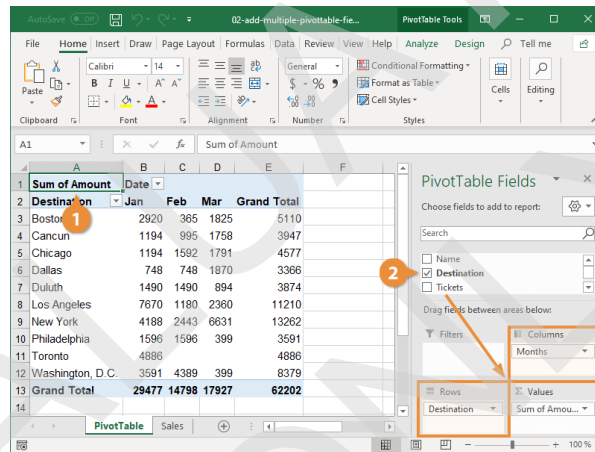 AutoSave Off 02-add-multiple-pivottable-fie... PivotTable Tools
File Home Insert Draw Page Layout Formulas Data Review View Help Analyze Design Tell me
Calibri 14 General Conditional Formatting
Paste B I U A^ A˅ $ % 9 Format as Table Cells Editing
A Cell Styles
Clipboard Font Alignment Number Styles
A1 fx Sum of Amount
A B C D E F
1 Sum of Amount Date
2 Destination Jan Feb Mar Grand Total
3 Boston 2920 365 1825 5110
4 Cancun 1194 995 1758 3947
5 Chicago 1194 1592 1791 4577
6 Dallas 748 748 1870 3366
7 Duluth 1490 1490 894 3874
8 Los Angeles 7670 1180 2360 11210
9 New York 4188 2443 6631 13262
10 Philadelphia 1596 1596 399 3591
11 Toronto 4886 4886
12 Washington, D.C. 3591 4389 399 8379
13 Grand Total 29477 14798 17927 62202
14
1
PivotTable Fields
Choose fields to add to report:
Search
Name
2 Destination
Tickets
Drag fields between areas below:
Filters Columns
Months
Rows Values
Destination Sum of Amou...
PivotTable Sales
100%